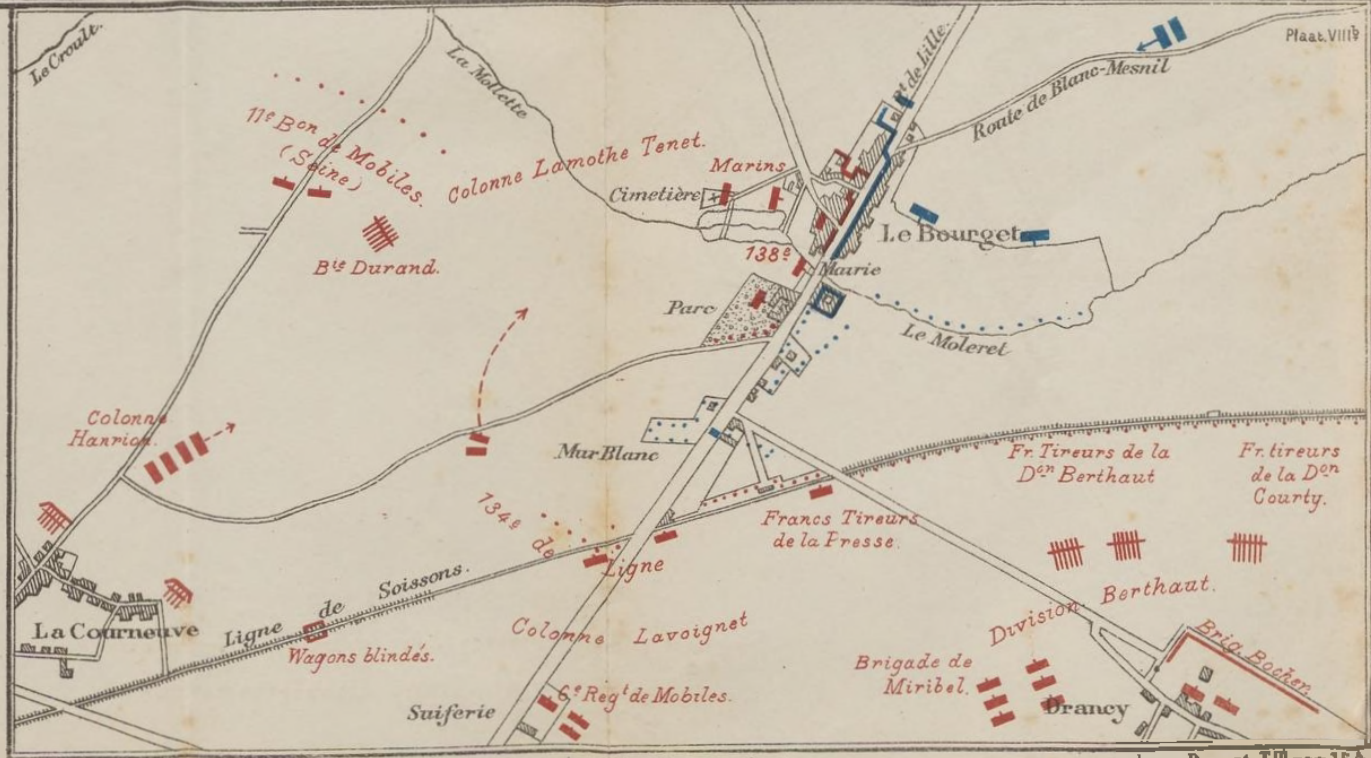 Plaat. VIIIb
Le Croult.
La Mollette
Rt de Lille
Route de Blanc-Mesnil
11e Bon de Mobiles.
(Seine)
Colonne Lamothe Tenet.
Marins
Cimetière
Bie Durand.
138e
Le Bourget
Mairie
Parc
Le Moleret
Colonne
Hanrion.
Mur Blanc
Fr. Tireurs de la
Don Berthaut
Fr. tireurs
de la Don
Courty.
134e de Ligne
Francs Tireurs
de la Presse.
La Courneuve
Ligne de Soissons.
Wagons blindés.
Colonne Lavoignet
Division Berthaut.
Brigade de
Miribel.
Brig. Bocher.
6e Regt de Mobiles.
Suiferie
Drancy